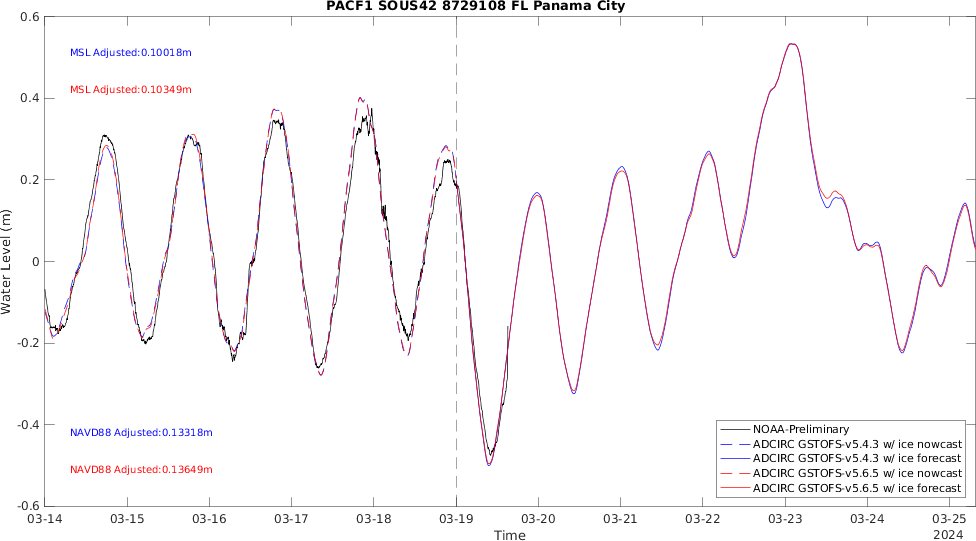 PACF1 SOUS42 8729108 FL Panama City
0.6
0.4
0.2
0
-0.2
-0.4
-0.6
Water Level (m)
MSL Adjusted:0.10018m
MSL Adjusted:0.10349m
NAVD88 Adjusted:0.13318m
NAVD88 Adjusted:0.13649m
NOAA-Preliminary
ADCIRC GSTOFS-v5.4.3 w/ ice nowcast
ADCIRC GSTOFS-v5.4.3 w/ ice forecast
ADCIRC GSTOFS-v5.6.5 w/ ice nowcast
ADCIRC GSTOFS-v5.6.5 w/ ice forecast
03-14 03-15 03-16 03-17 03-18 03-19 03-20 03-21 03-22 03-23 03-24 03-25
Time
2024